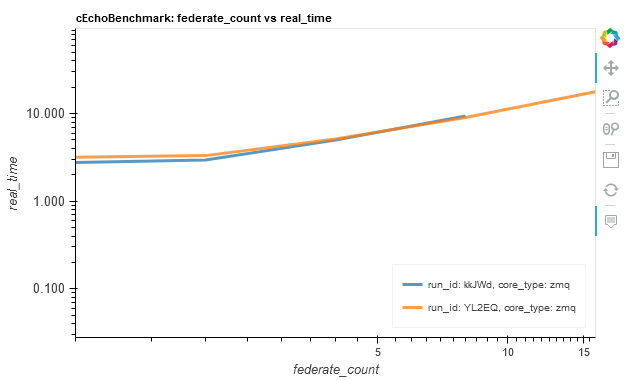 cEchoBenchmark: federate_count vs real_time
10.000
1.000
0.100
real_time
5
10
15
federate_count
run_id: kkJWd, core_type: zmq
run_id: YL2EQ, core_type: zmq